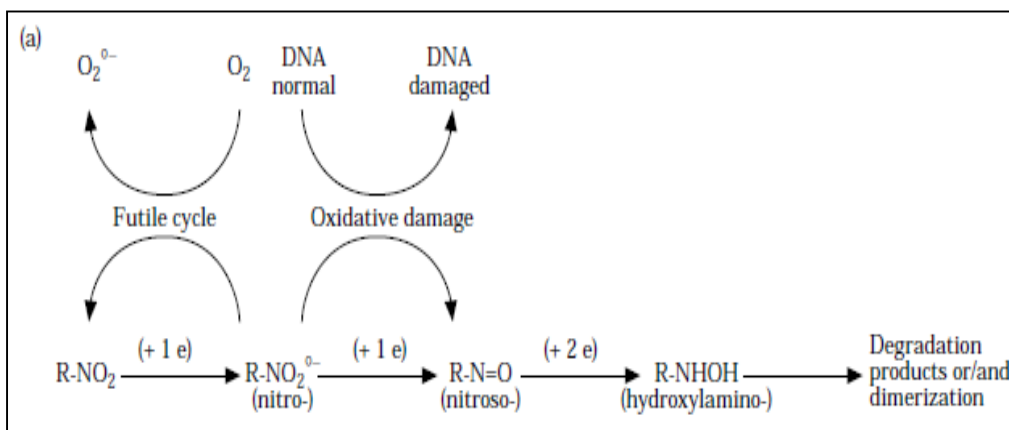 (a)
O₂°⁻ O₂ DNA DNA
normal damaged
Futile cycle Oxidative damage
(+ 1 e) (+ 1 e) (+ 2 e)
R-NO₂ R-NO₂°⁻ R-N=O R-NHOH
(nitro-) (nitroso-) (hydroxylamino-)
Degradation
products or/and
dimerization